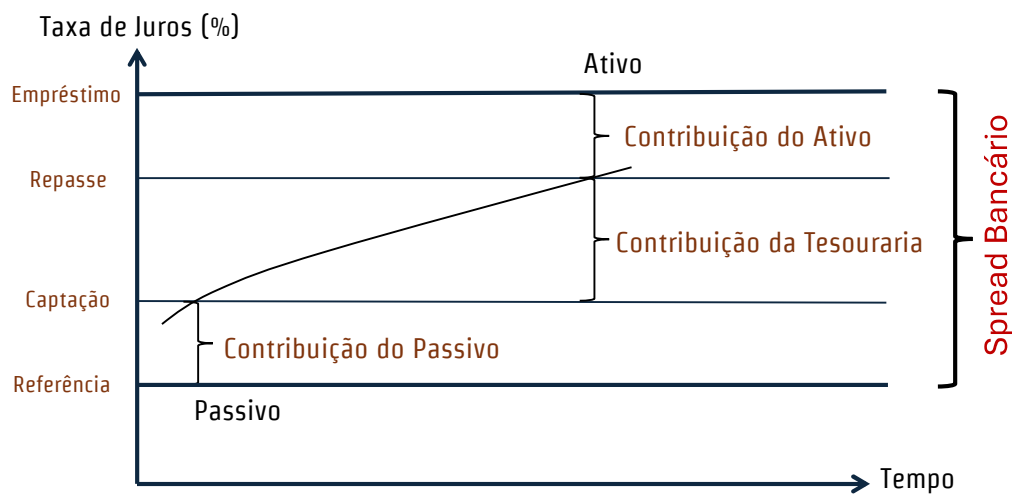 Taxa de Juros (%)
Ativo
Empréstimo
Contribuição do Ativo
Repasse
Contribuição da Tesouraria
Spread Bancário
Captação
Contribuição do Passivo
Referência
Passivo
Tempo